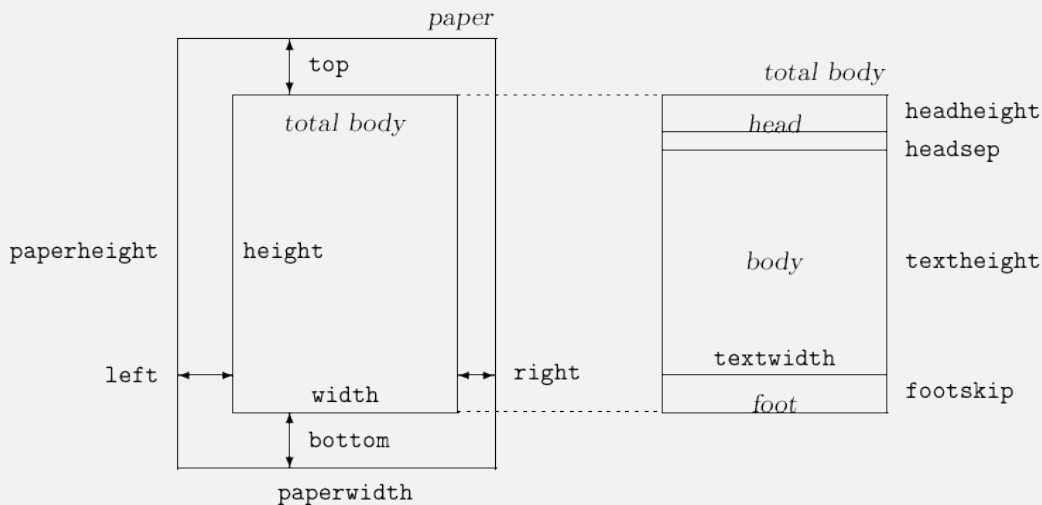 paper
top
total body
total body
headheight
head
headsep
paperheight
height
body
textheight
textwidth
left
right
width
footskip
foot
bottom
paperwidth